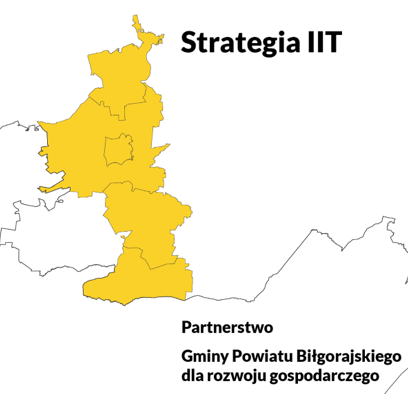 Strategia IIT
Partnerstwo
Gminy Powiatu Biłgorajskiego
dla rozwoju gospodarczego